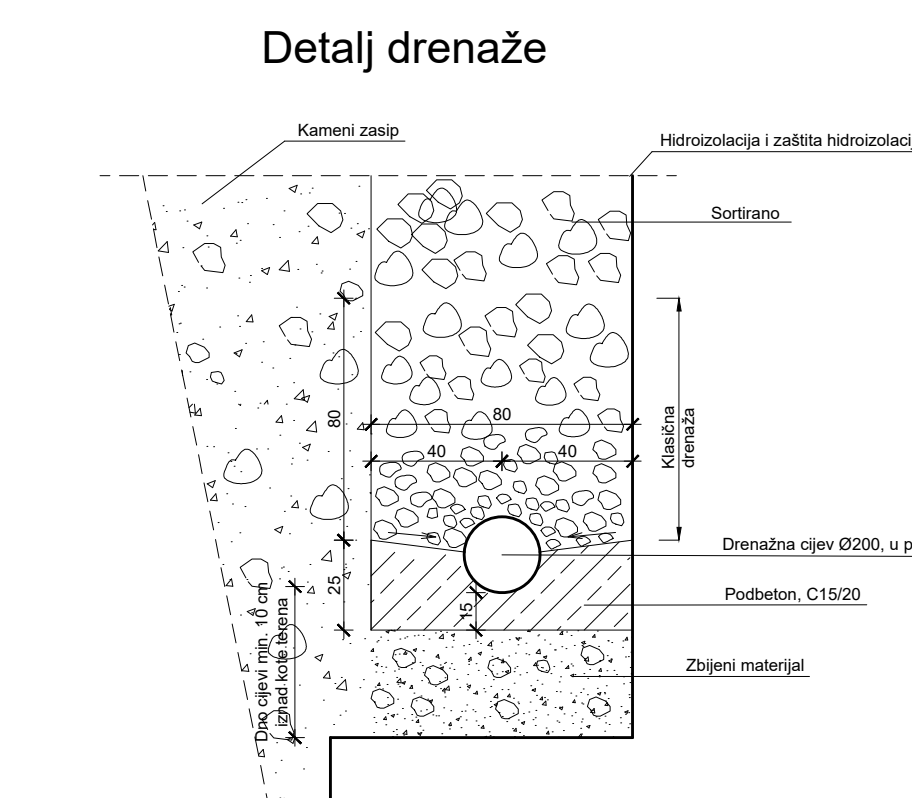 Detalj drenaže
Kameni zasip
Hidroizolacija i zaštita hidroizolacij
Sortirano
80
80
40
40
Klasična
drenaža
Drenažna cijev Ø200, u p
25
15
Podbeton, C15/20
Dno cijevi min. 10 cm
iznad kote terena
Zbijeni materijal